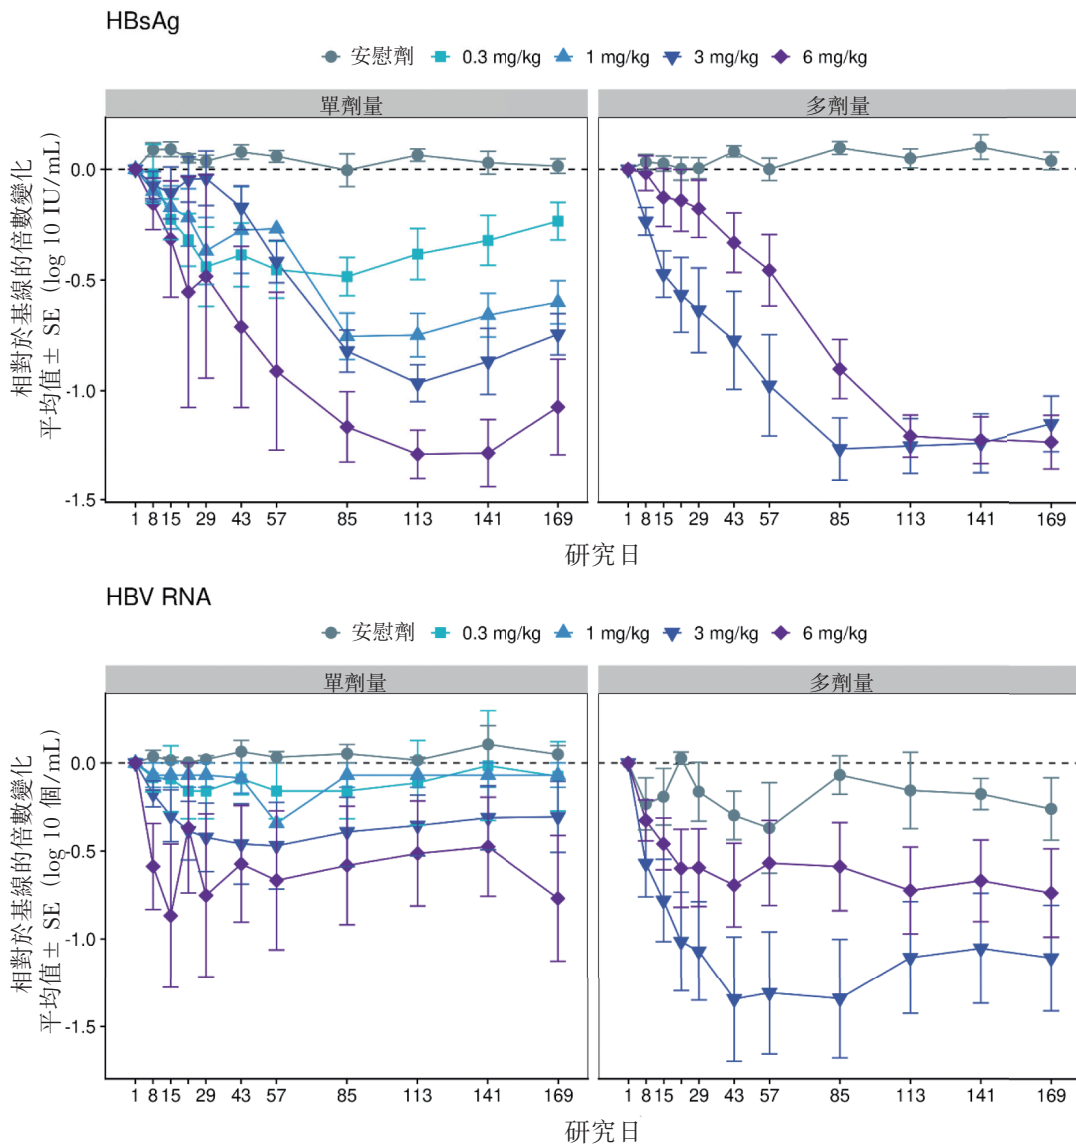 HBsAg
安慰劑 0.3 mg/kg 1 mg/kg 3 mg/kg 6 mg/kg
單劑量 多劑量
相對於基線的倍數變化
平均值± SE (log 10 IU/mL)
0.0
-0.5
-1.0
-1.5
1 8 15 29 43 57 85 113 141 169 1 8 15 29 43 57 85 113 141 169
研究日
HBV RNA
安慰劑 0.3 mg/kg 1 mg/kg 3 mg/kg 6 mg/kg
單劑量 多劑量
相對於基線的倍數變化
平均值± SE (log 10 個/mL)
0.0
-0.5
-1.0
-1.5
1 8 15 29 43 57 85 113 141 169 1 8 15 29 43 57 85 113 141 169
研究日